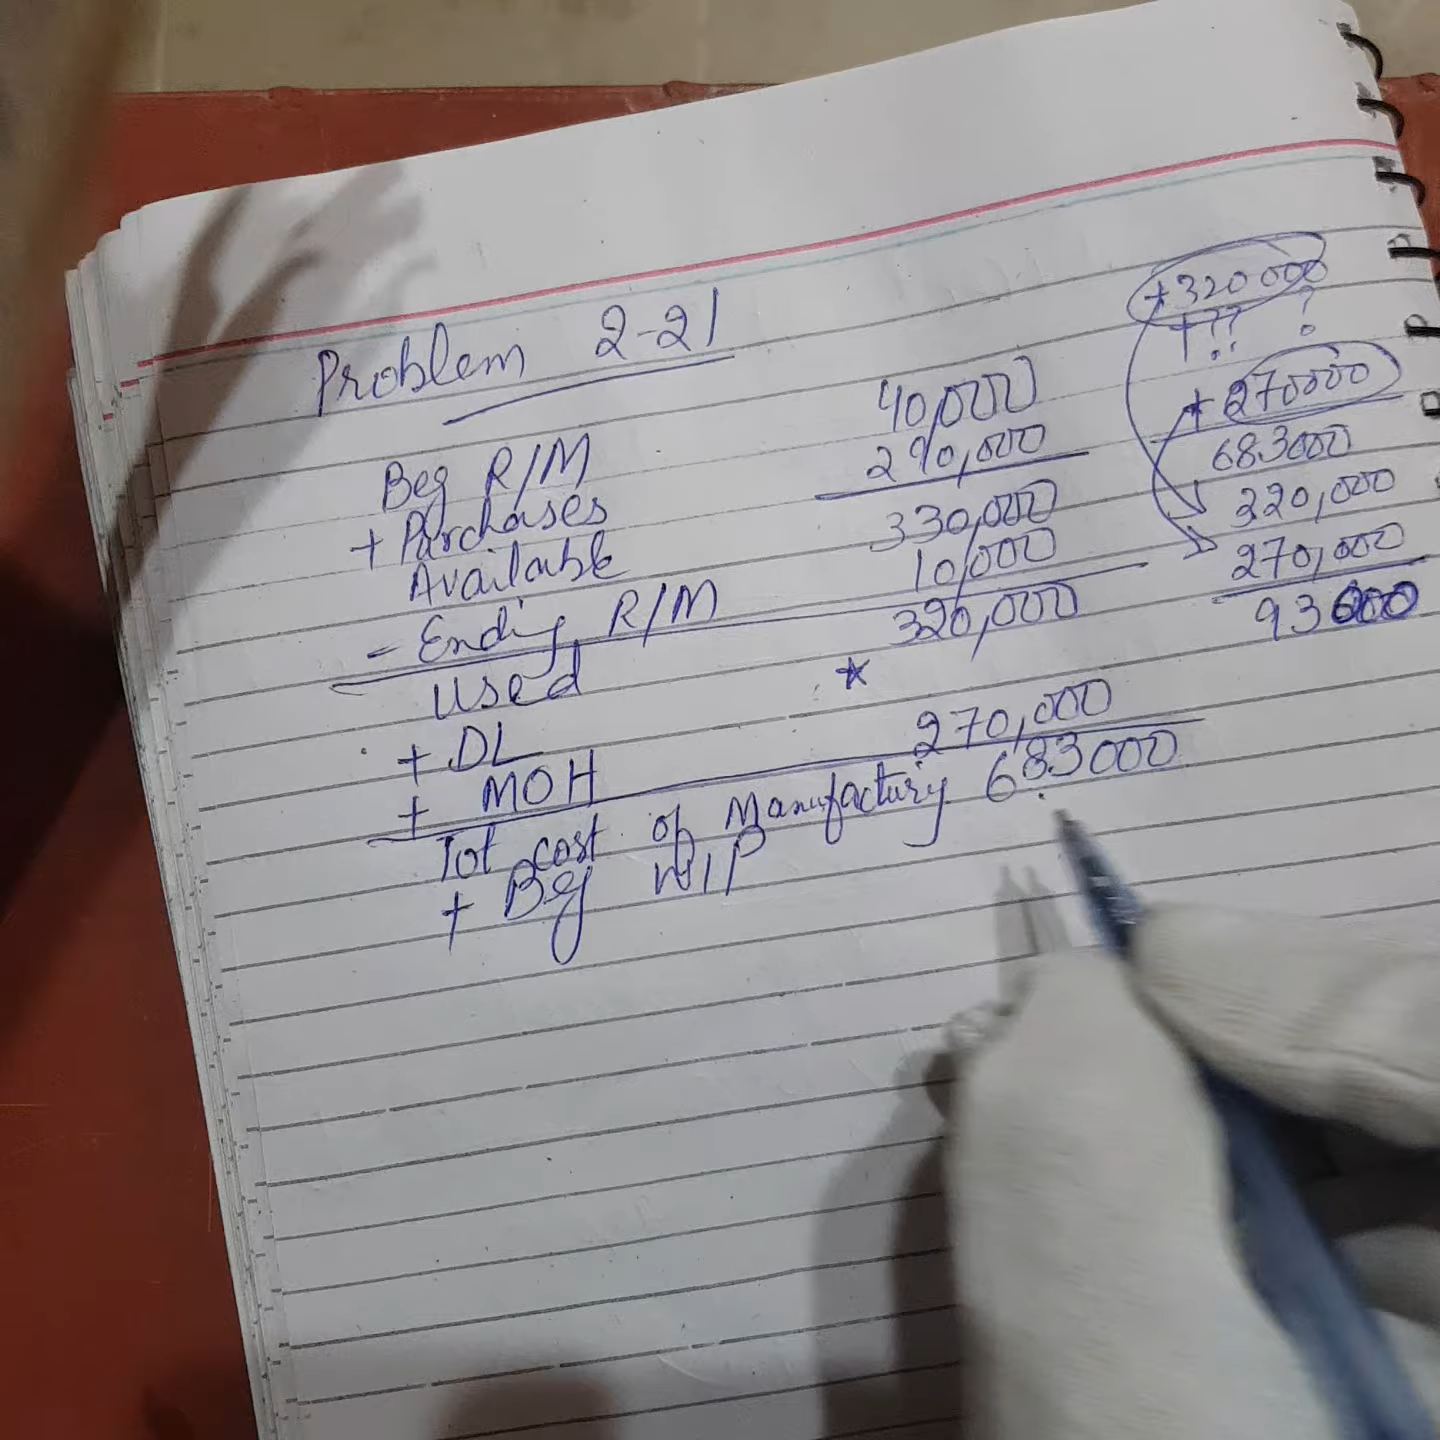 Problem 2-21
Beg R/M 40,000
+ Purchases 290,000
Available 330,000
- Ending R/M 10,000
Used 320,000
+ DL ★
+ MOH 270,000
Tot cost of Manufactury 683000
+ Beg WIP
+320000
+?? ?
+ 270000
683000
320,000
270,000
93000